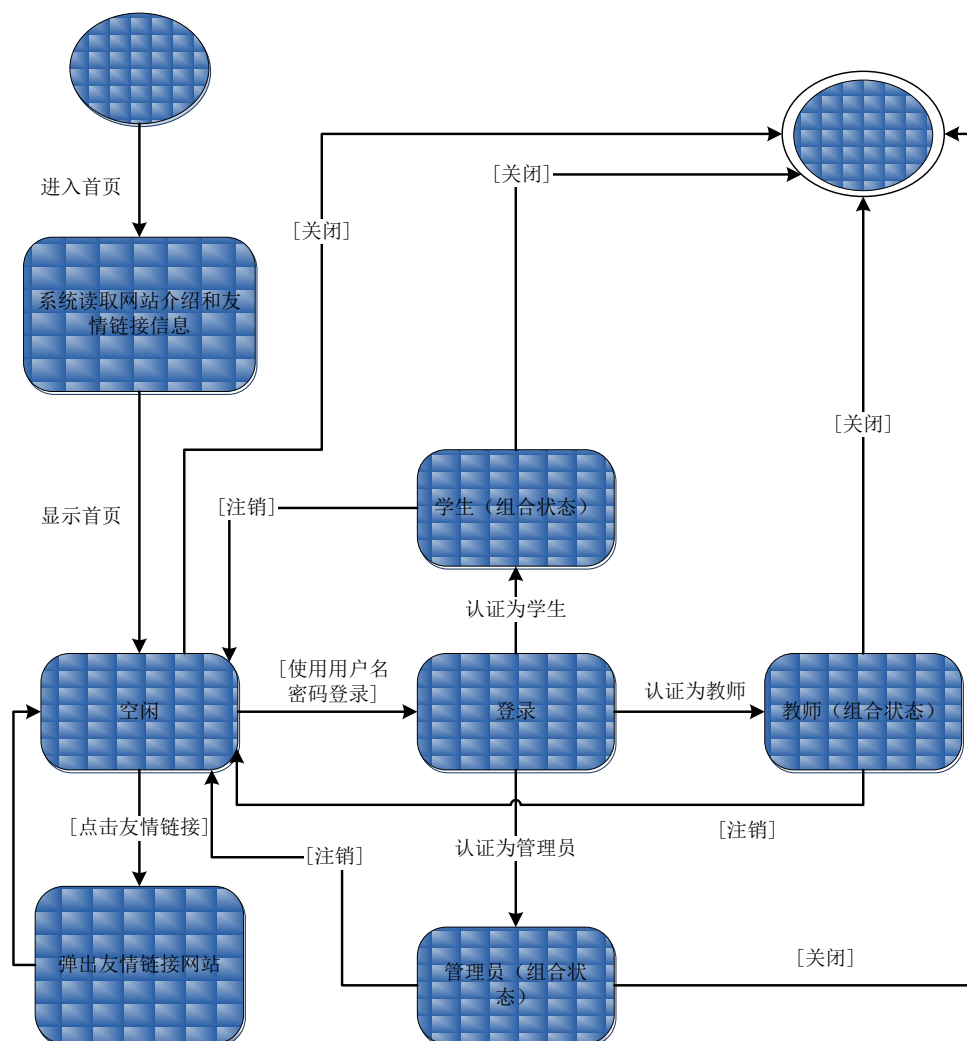 进入首页
[关闭]
[关闭]
系统读取网站介绍和友
情链接信息
[关闭]
显示首页
[注销]
学生（组合状态）
认证为学生
[使用用户名
密码登录]
认证为教师
空闲
登录
教师（组合状态）
[点击友情链接]
[注销]
认证为管理员
[注销]
弹出友情链接网站
管理员（组合状
态）
[关闭]